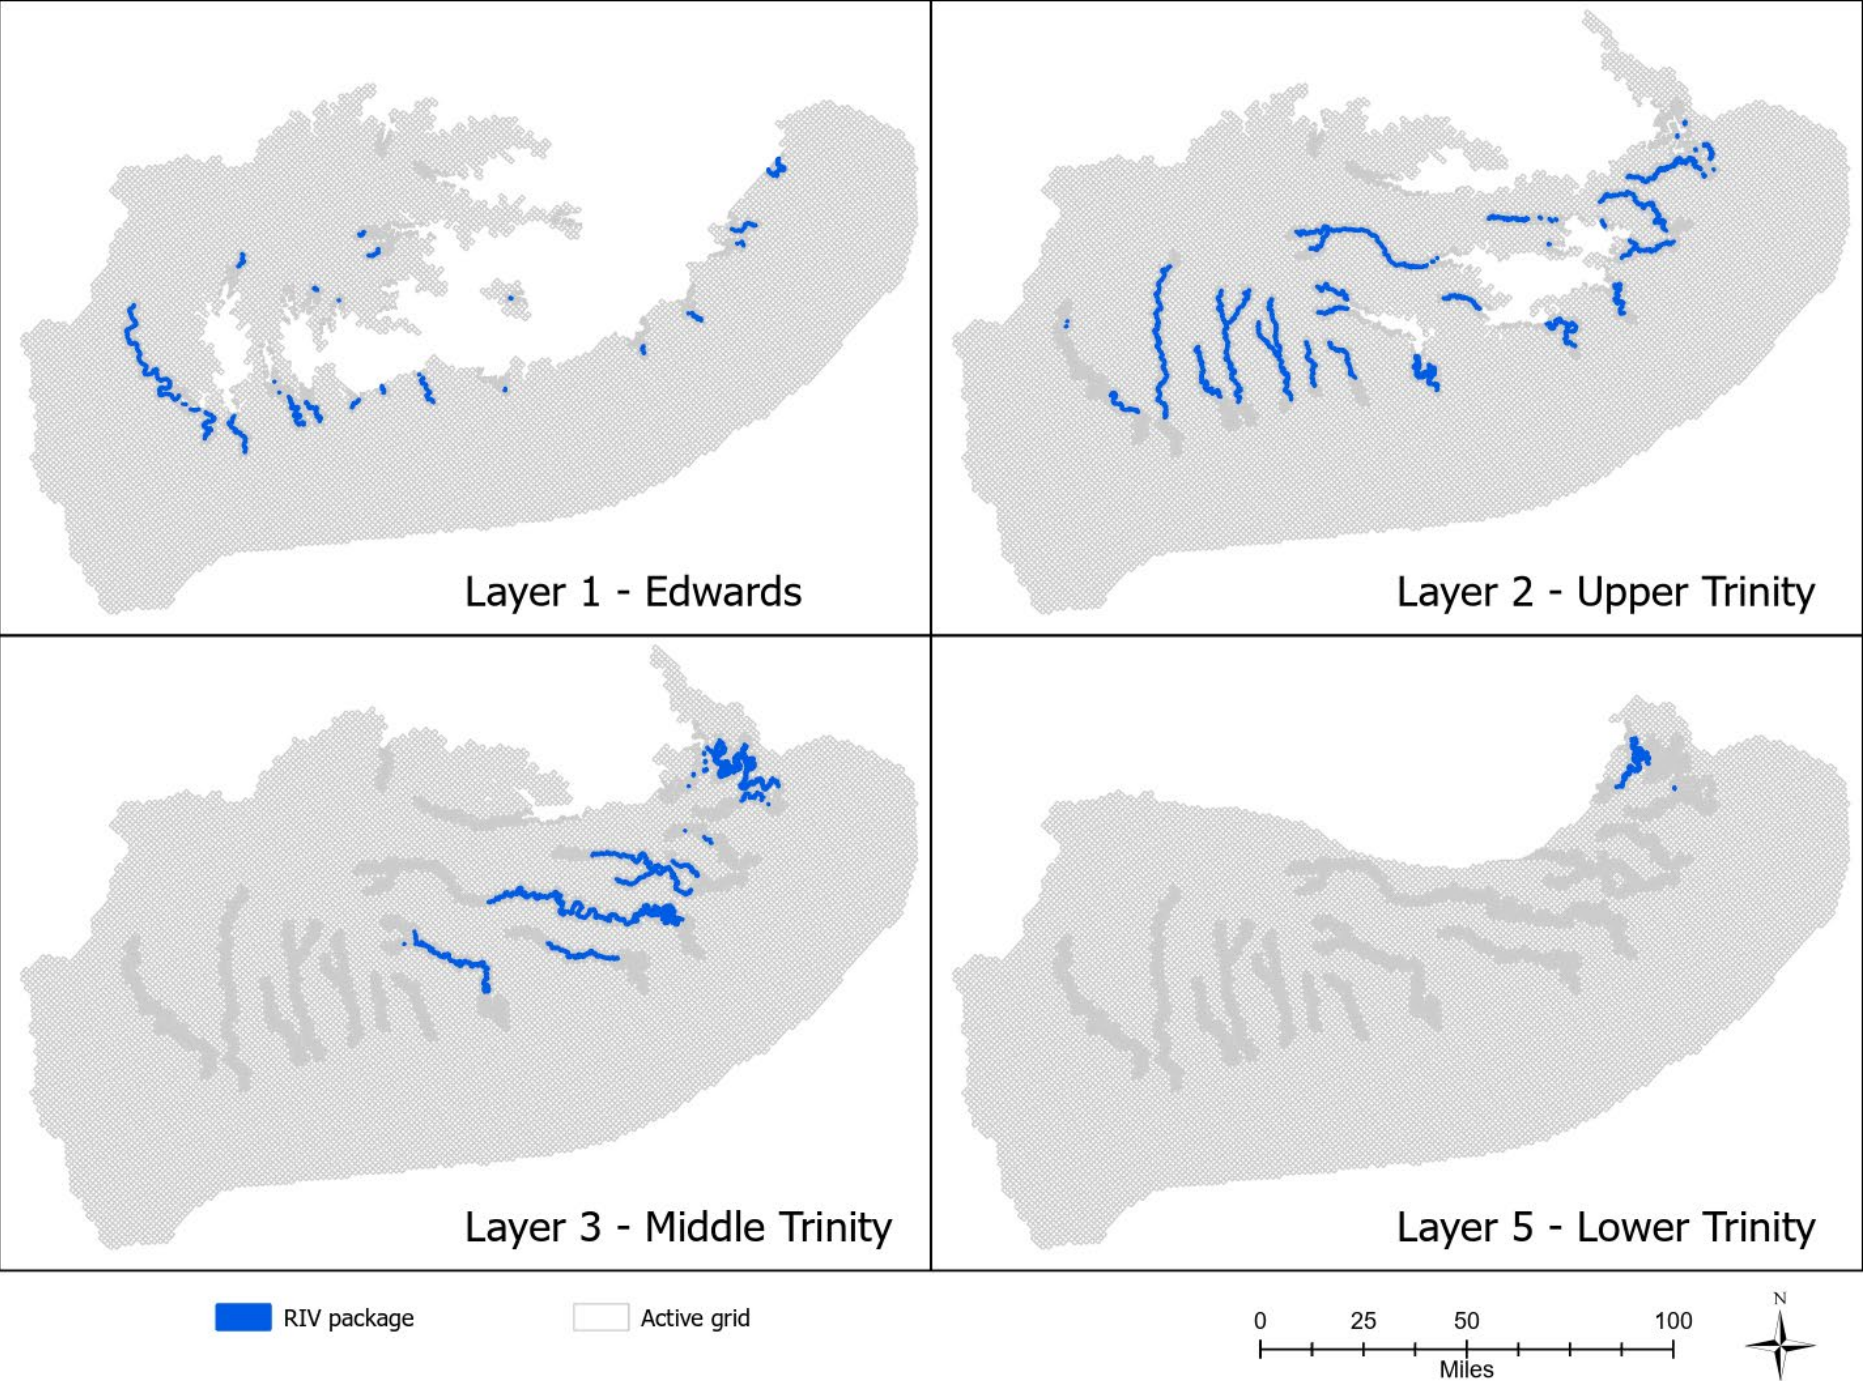 Layer 1 - Edwards
Layer 2 - Upper Trinity
Layer 3 - Middle Trinity
Layer 5 - Lower Trinity
RIV package
Active grid
0 25 50 100
Miles
N